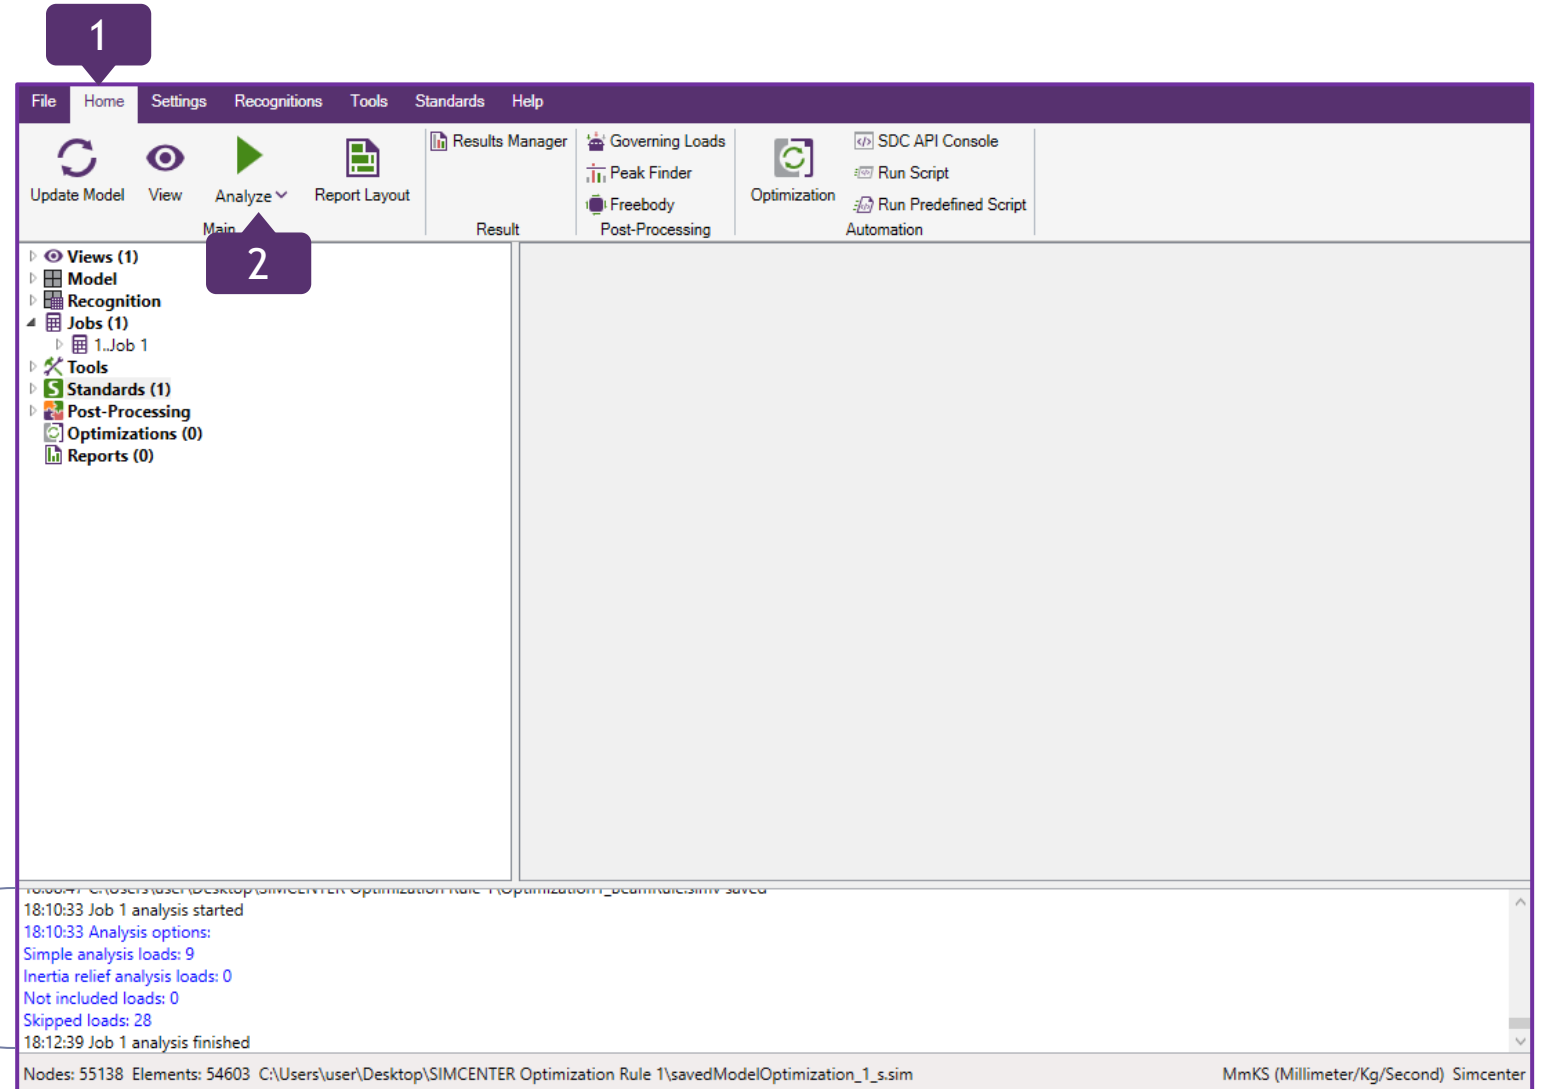 1
File Home Settings Recognitions Tools Standards Help
Results Manager Governing Loads SDC API Console
Peak Finder Run Script
Update Model View Analyze Report Layout Freebody Optimization Run Predefined Script
Main Result Post-Processing Automation
2
Views (1)
Model
Recognition
Jobs (1)
1..Job 1
Tools
Standards (1)
Post-Processing
Optimizations (0)
Reports (0)
18:10:33 Job 1 analysis started
18:10:33 Analysis options:
Simple analysis loads: 9
Inertia relief analysis loads: 0
Not included loads: 0
Skipped loads: 28
18:12:39 Job 1 analysis finished
Nodes: 55138 Elements: 54603 C:\Users\user\Desktop\SIMCENTER Optimization Rule 1\savedModelOptimization_1_s.sim MmKS (Millimeter/Kg/Second) Simcenter